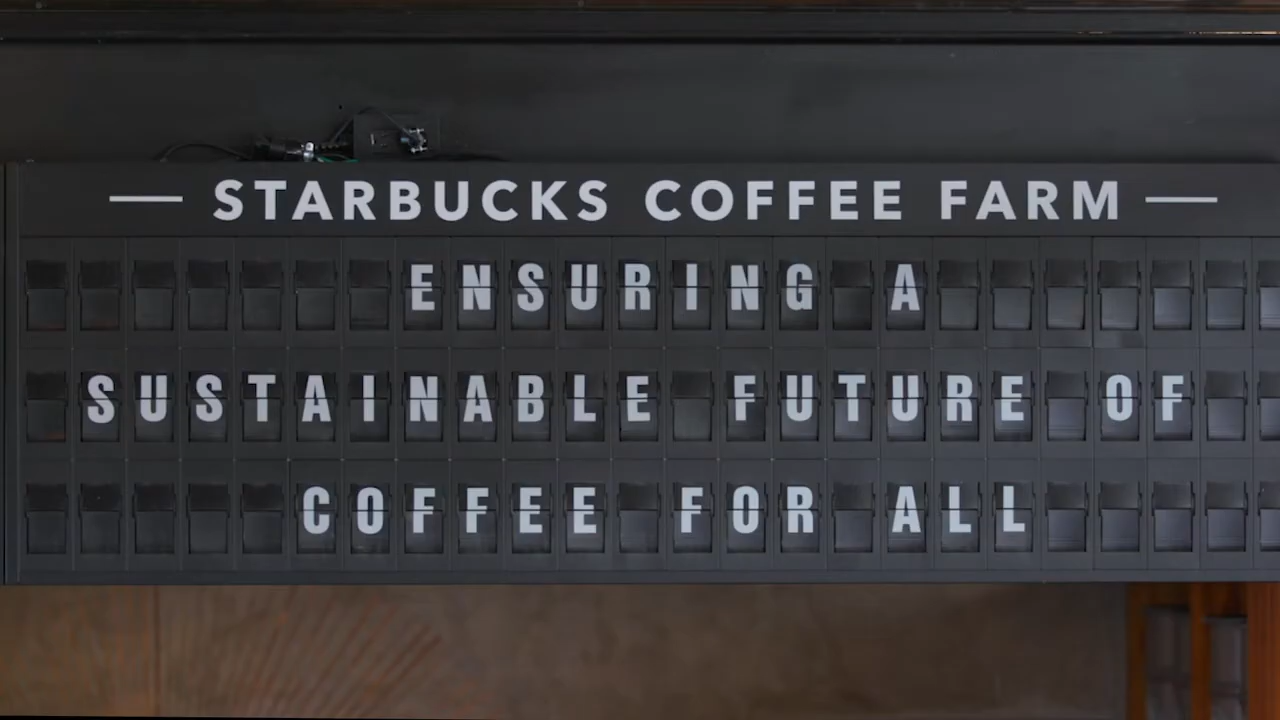 — STARBUCKS COFFEE FARM —
ENSURING A
SUSTAINABLE FUTURE OF
COFFEE FOR ALL